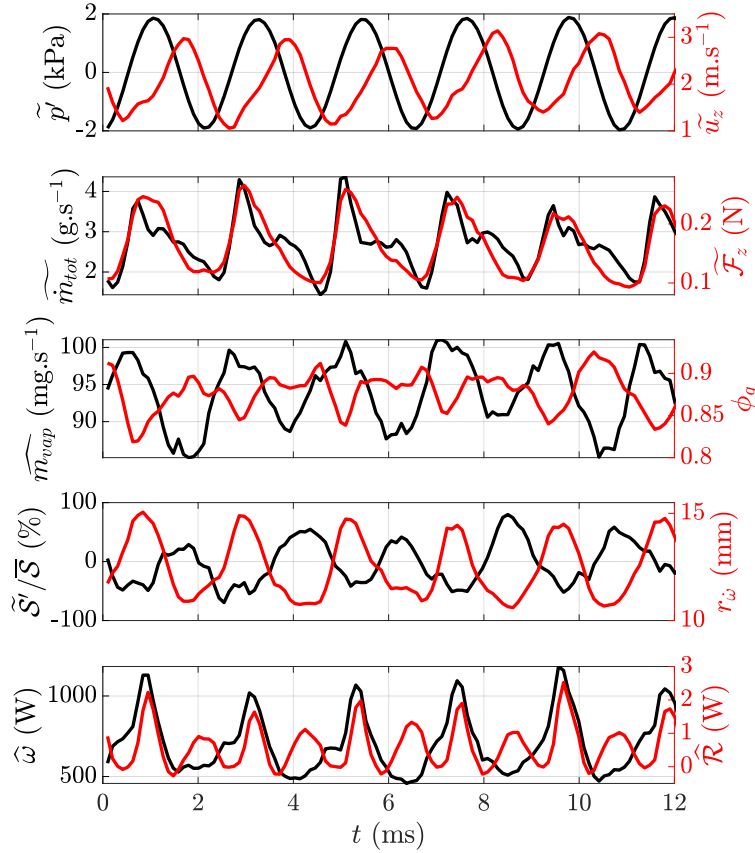 2
0
-2
p̃′ (kPa)
3
2
1
ũ_z (m.s⁻¹)
4
3
2
ṁ̃_tot (g.s⁻¹)
0.2
0.1
ℱ̃_z (N)
100
95
90
m̂_vap (mg.s⁻¹)
0.9
0.85
0.8
ϕ_a
100
0
-100
𝒮̃′/𝒮̅ (%)
15
10
r_ω̇ (mm)
1000
500
ω̂ (W)
3
2
1
0
ℛ̂ (W)
0 2 4 6 8 10 12
t (ms)